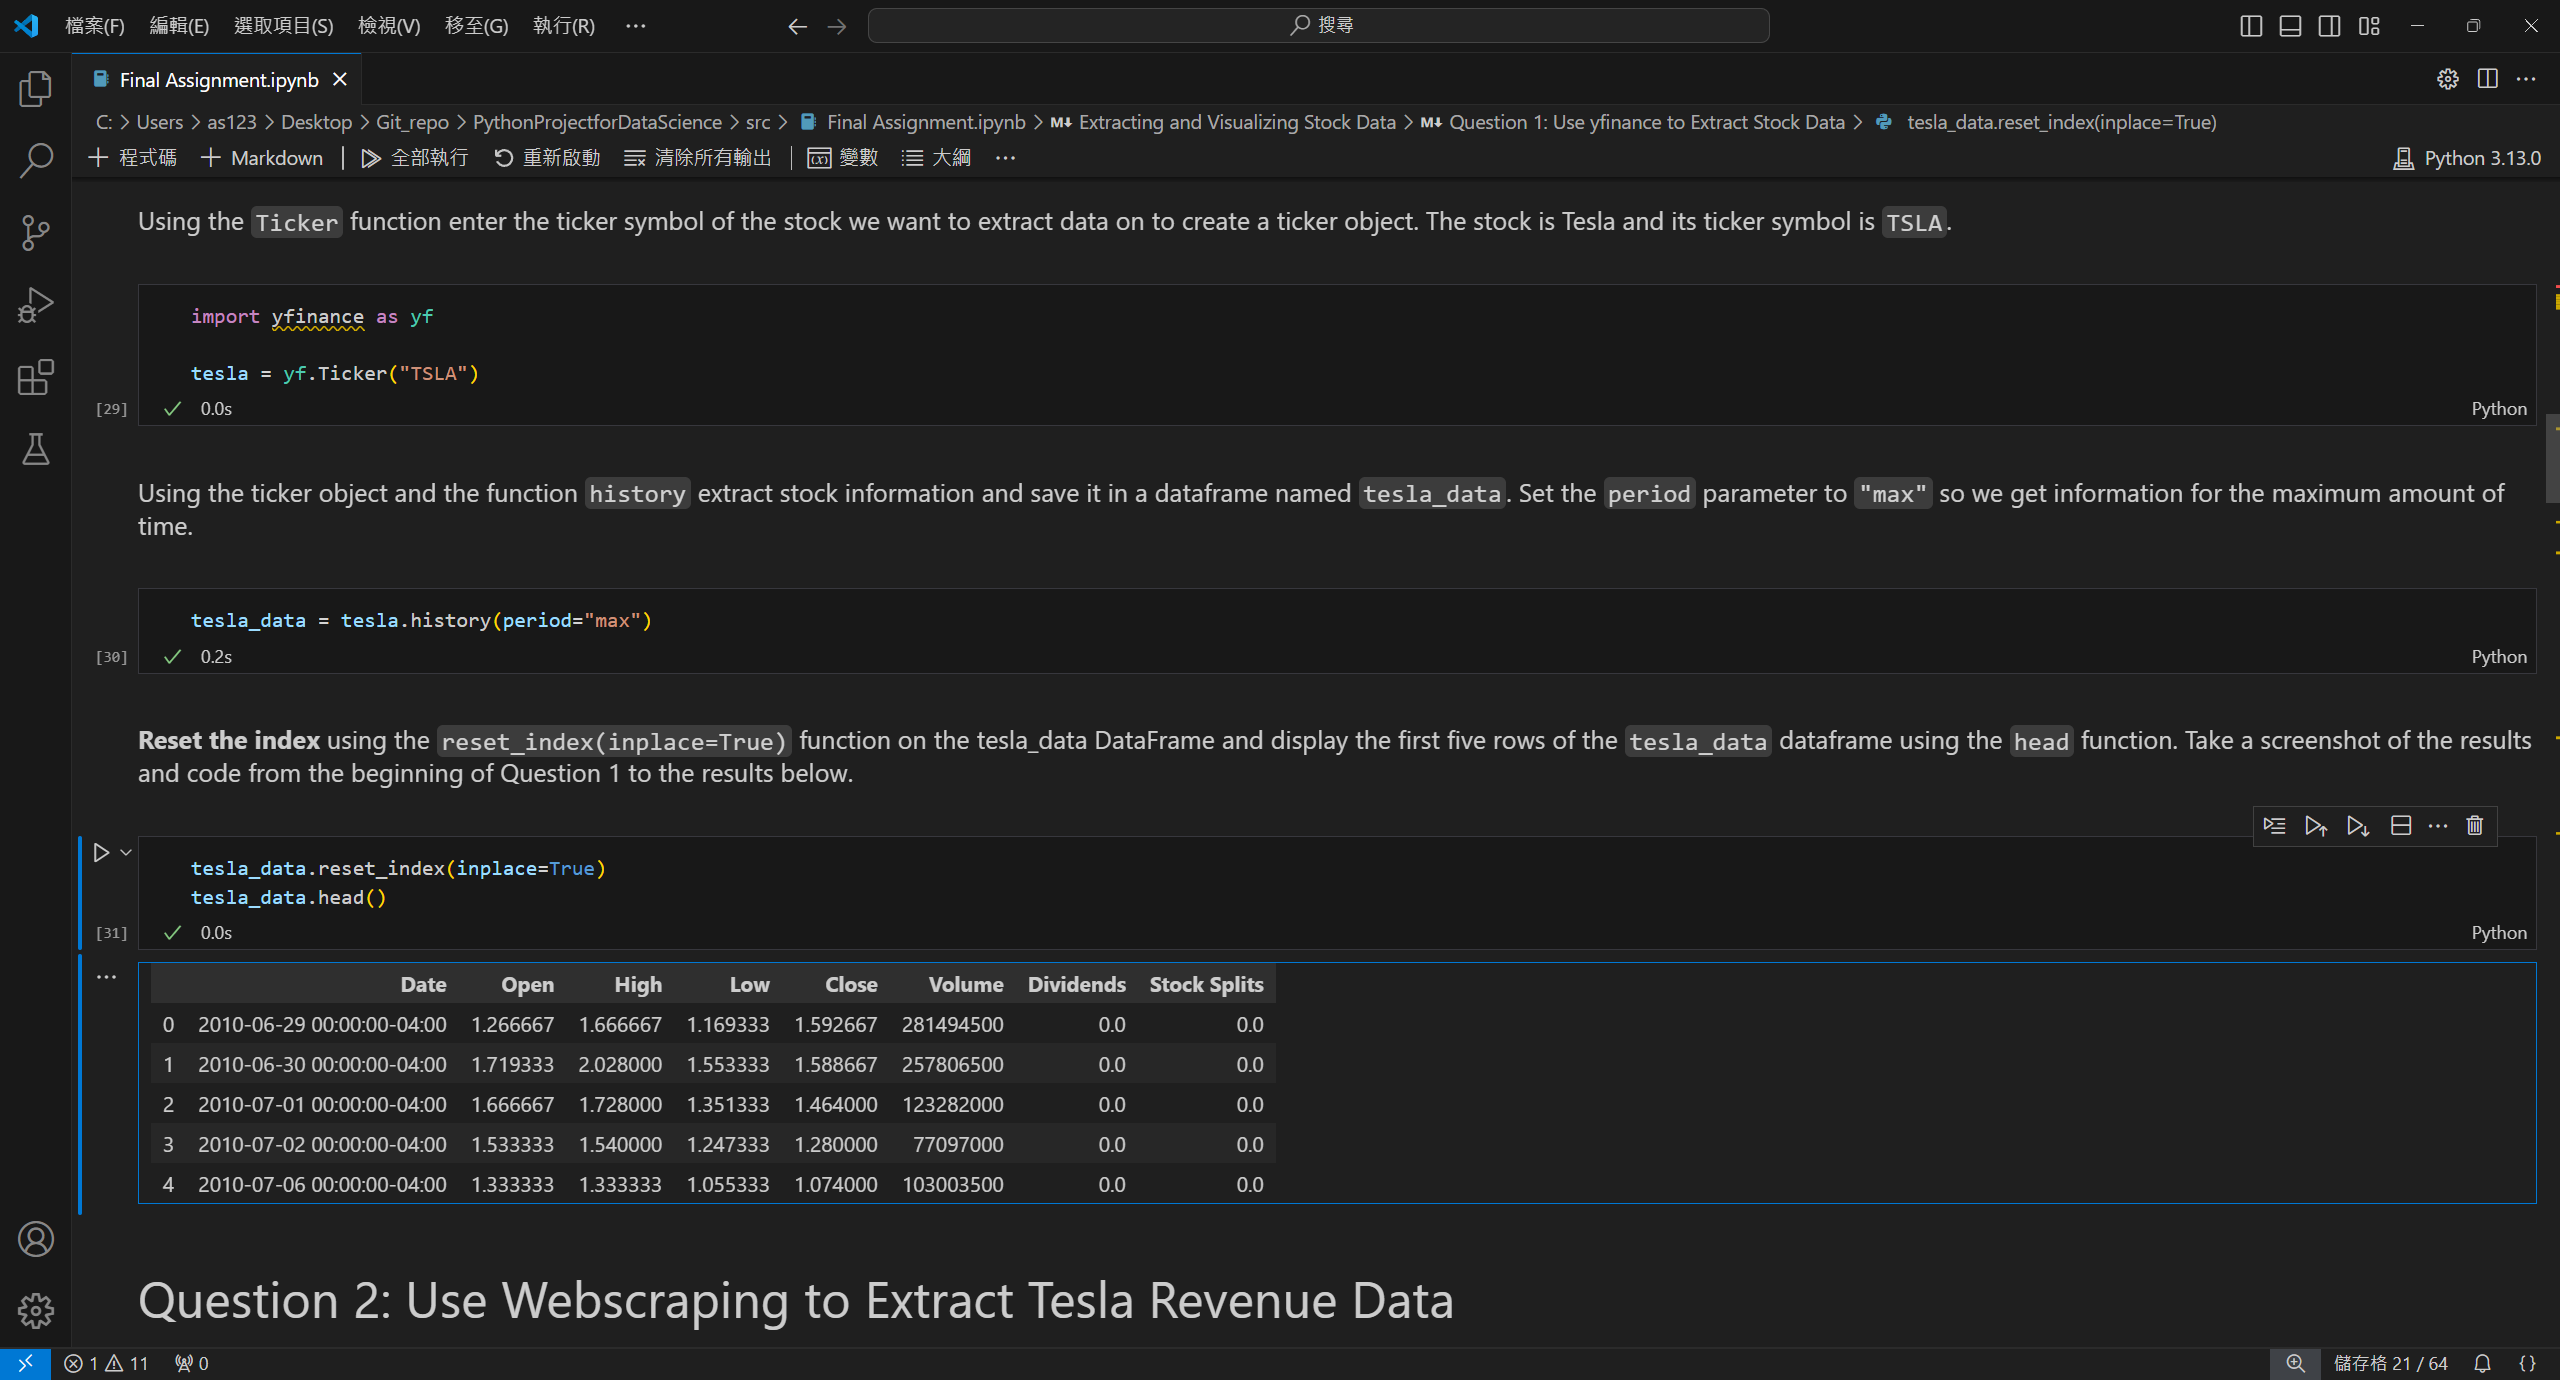 檔案(F) 編輯(E) 選取項目(S) 檢視(V) 移至(G) 執行(R) ··· 搜尋
Final Assignment.ipynb
C: > Users > as123 > Desktop > Git_repo > PythonProjectforDataScience > src > Final Assignment.ipynb > M↓ Extracting and Visualizing Stock Data > M↓ Question 1: Use yfinance to Extract Stock Data > tesla_data.reset_index(inplace=True)
+ 程式碼 + Markdown | 全部執行 重新啟動 清除所有輸出 | 變數 大綱 ··· Python 3.13.0
Using the Ticker function enter the ticker symbol of the stock we want to extract data on to create a ticker object. The stock is Tesla and its ticker symbol is TSLA.
import yfinance as yf
tesla = yf.Ticker("TSLA")
[29] ✓ 0.0s Python
Using the ticker object and the function history extract stock information and save it in a dataframe named tesla_data. Set the period parameter to "max" so we get information for the maximum amount of
time.
tesla_data = tesla.history(period="max")
[30] ✓ 0.2s Python
Reset the index using the reset_index(inplace=True) function on the tesla_data DataFrame and display the first five rows of the tesla_data dataframe using the head function. Take a screenshot of the results
and code from the beginning of Question 1 to the results below.
tesla_data.reset_index(inplace=True)
tesla_data.head()
[31] ✓ 0.0s Python
Date Open High Low Close Volume Dividends Stock Splits
0 2010-06-29 00:00:00-04:00 1.266667 1.666667 1.169333 1.592667 281494500 0.0 0.0
1 2010-06-30 00:00:00-04:00 1.719333 2.028000 1.553333 1.588667 257806500 0.0 0.0
2 2010-07-01 00:00:00-04:00 1.666667 1.728000 1.351333 1.464000 123282000 0.0 0.0
3 2010-07-02 00:00:00-04:00 1.533333 1.540000 1.247333 1.280000 77097000 0.0 0.0
4 2010-07-06 00:00:00-04:00 1.333333 1.333333 1.055333 1.074000 103003500 0.0 0.0
Question 2: Use Webscraping to Extract Tesla Revenue Data
1 11 0 儲存格 21 / 64 {}